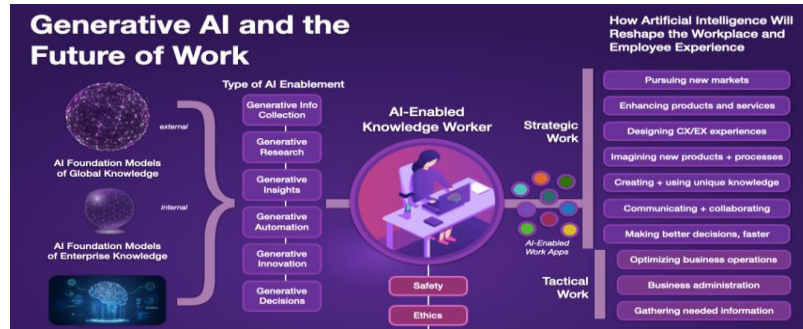 Generative AI and the
Future of Work
How Artificial Intelligence Will
Reshape the Workplace and
Employee Experience
Type of AI Enablement
external
AI Foundation Models
of Global Knowledge
internal
AI Foundation Models
of Enterprise Knowledge
Generative Info
Collection
Generative
Research
Generative
Insights
Generative
Automation
Generative
Innovation
Generative
Decisions
AI-Enabled
Knowledge Worker
Safety
Ethics
AI-Enabled
Work Apps
Strategic
Work
Pursuing new markets
Enhancing products and services
Designing CX/EX experiences
Imagining new products + processes
Creating + using unique knowledge
Communicating + collaborating
Making better decisions, faster
Tactical
Work
Optimizing business operations
Business administration
Gathering needed information